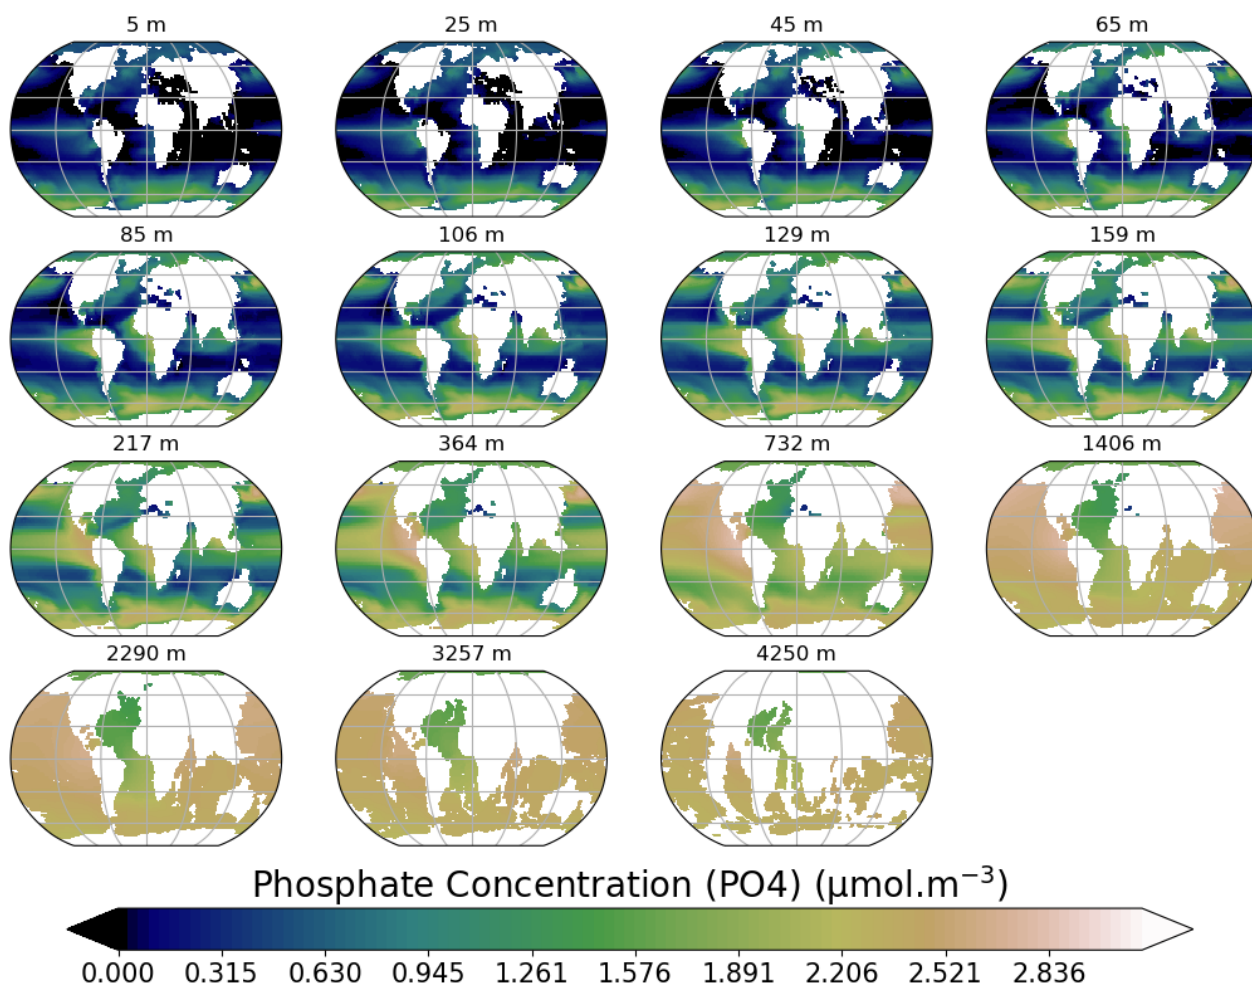 5 m 25 m 45 m 65 m
85 m 106 m 129 m 159 m
217 m 364 m 732 m 1406 m
2290 m 3257 m 4250 m
Phosphate Concentration (PO4) (μmol.m⁻³)
0.000 0.315 0.630 0.945 1.261 1.576 1.891 2.206 2.521 2.836